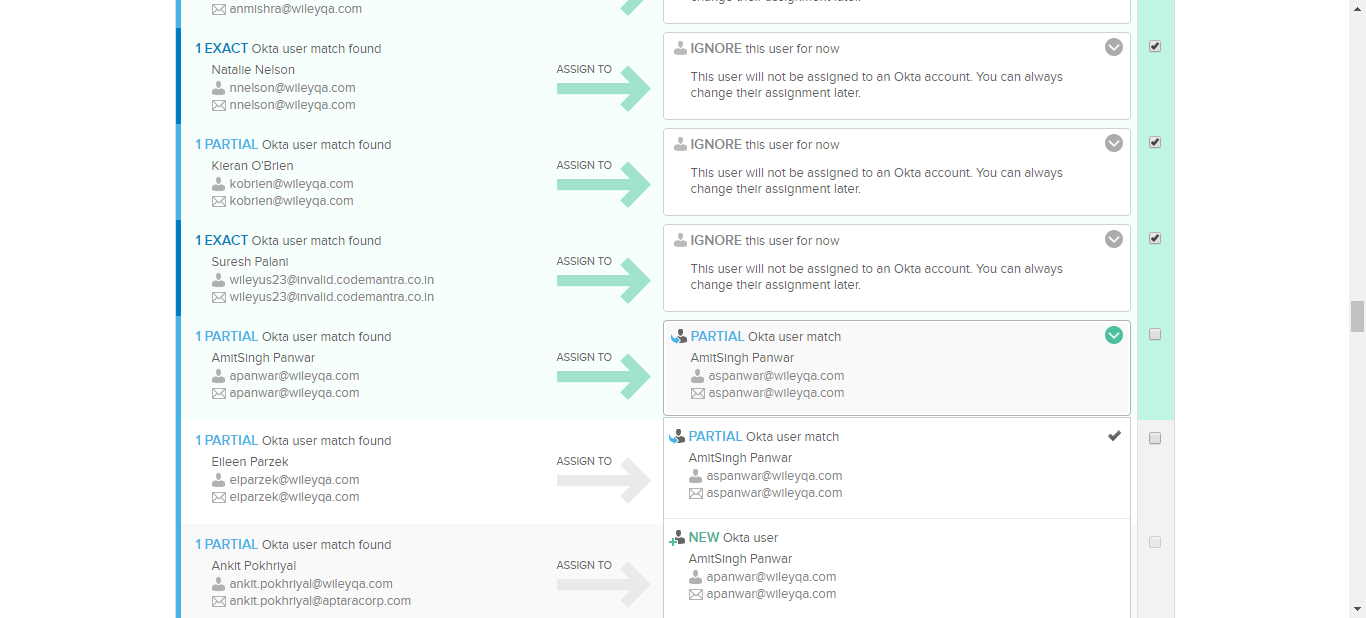 anmishra@wileyqa.com
change their assignment later.
1 EXACT Okta user match found
Natalie Nelson
nnelson@wileyqa.com
nnelson@wileyqa.com
ASSIGN TO
IGNORE this user for now
This user will not be assigned to an Okta account. You can always
change their assignment later.
1 PARTIAL Okta user match found
Kieran O'Brien
kobrien@wileyqa.com
kobrien@wileyqa.com
ASSIGN TO
IGNORE this user for now
This user will not be assigned to an Okta account. You can always
change their assignment later.
1 EXACT Okta user match found
Suresh Palani
wileyus23@invalid.codemantra.co.in
wileyus23@invalid.codemantra.co.in
ASSIGN TO
IGNORE this user for now
This user will not be assigned to an Okta account. You can always
change their assignment later.
1 PARTIAL Okta user match found
AmitSingh Panwar
apanwar@wileyqa.com
apanwar@wileyqa.com
ASSIGN TO
PARTIAL Okta user match
AmitSingh Panwar
aspanwar@wileyqa.com
aspanwar@wileyqa.com
1 PARTIAL Okta user match found
Eileen Parzek
eiparzek@wileyqa.com
eiparzek@wileyqa.com
ASSIGN TO
PARTIAL Okta user match
AmitSingh Panwar
aspanwar@wileyqa.com
aspanwar@wileyqa.com
1 PARTIAL Okta user match found
Ankit Pokhriyal
ankit.pokhriyal@wileyqa.com
ankit.pokhriyal@aptaracorp.com
ASSIGN TO
NEW Okta user
AmitSingh Panwar
apanwar@wileyqa.com
apanwar@wileyqa.com